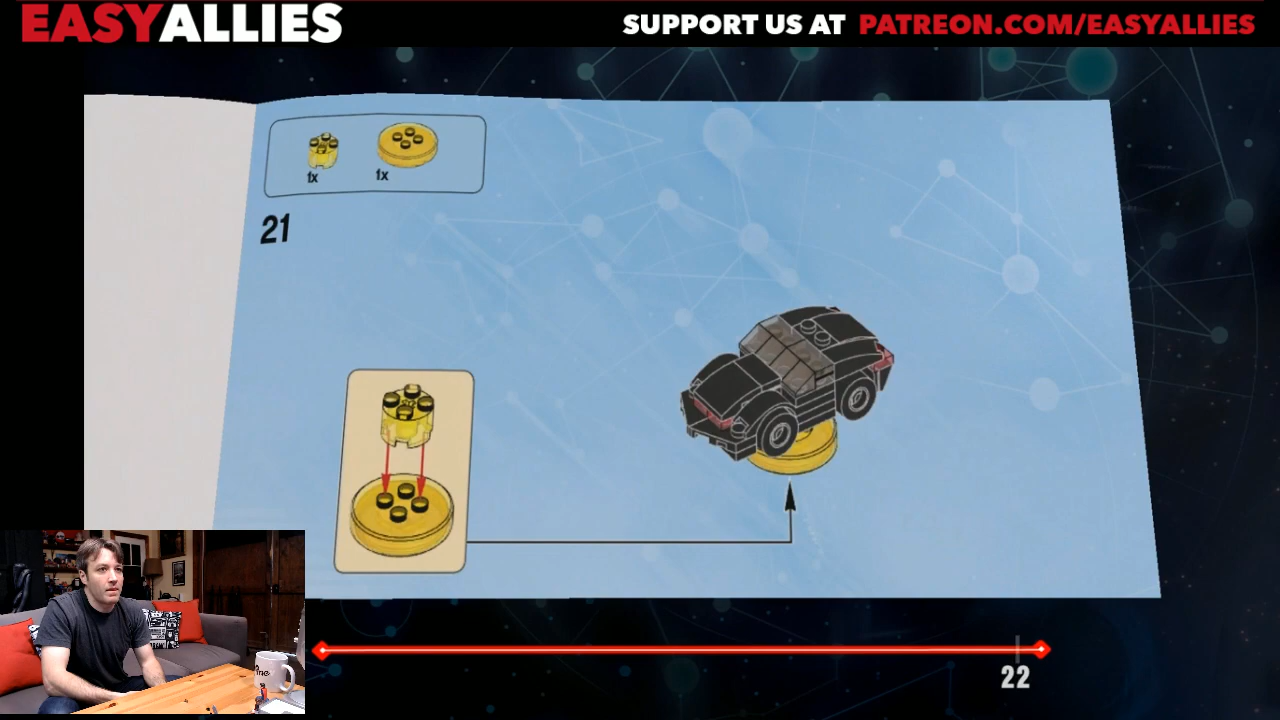 EASYALLIES
SUPPORT US AT PATREON.COM/EASYALLIES
1x 1x
21
22